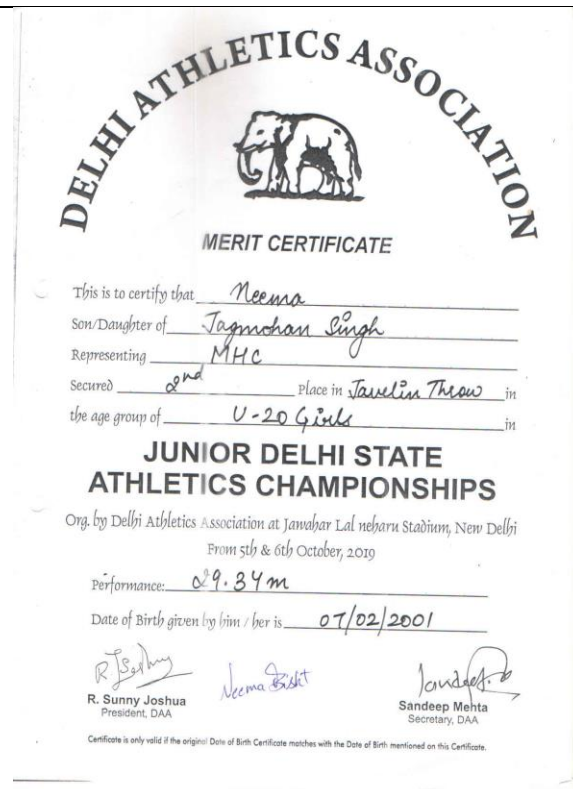 DELHI ATHLETICS ASSOCIATION
MERIT CERTIFICATE
This is to certify that Neema
Son/Daughter of Jagmohan Singh
Representing MHC
Secured 2nd Place in Javelin Throw in
the age group of U-20 Girls in
JUNIOR DELHI STATE
ATHLETICS CHAMPIONSHIPS
Org. by Delhi Athletics Association at Jawahar Lal neharu Stadium, New Delhi
From 5th & 6th October, 2019
Performance: 29.34m
Date of Birth given by him / her is 07/02/2001
Neema Bisht
R. Sunny Joshua
President, DAA
Sandeep Mehta
Secretary, DAA
Certificate is only valid if the original Date of Birth Certificate matches with the Date of Birth mentioned on this Certificate.